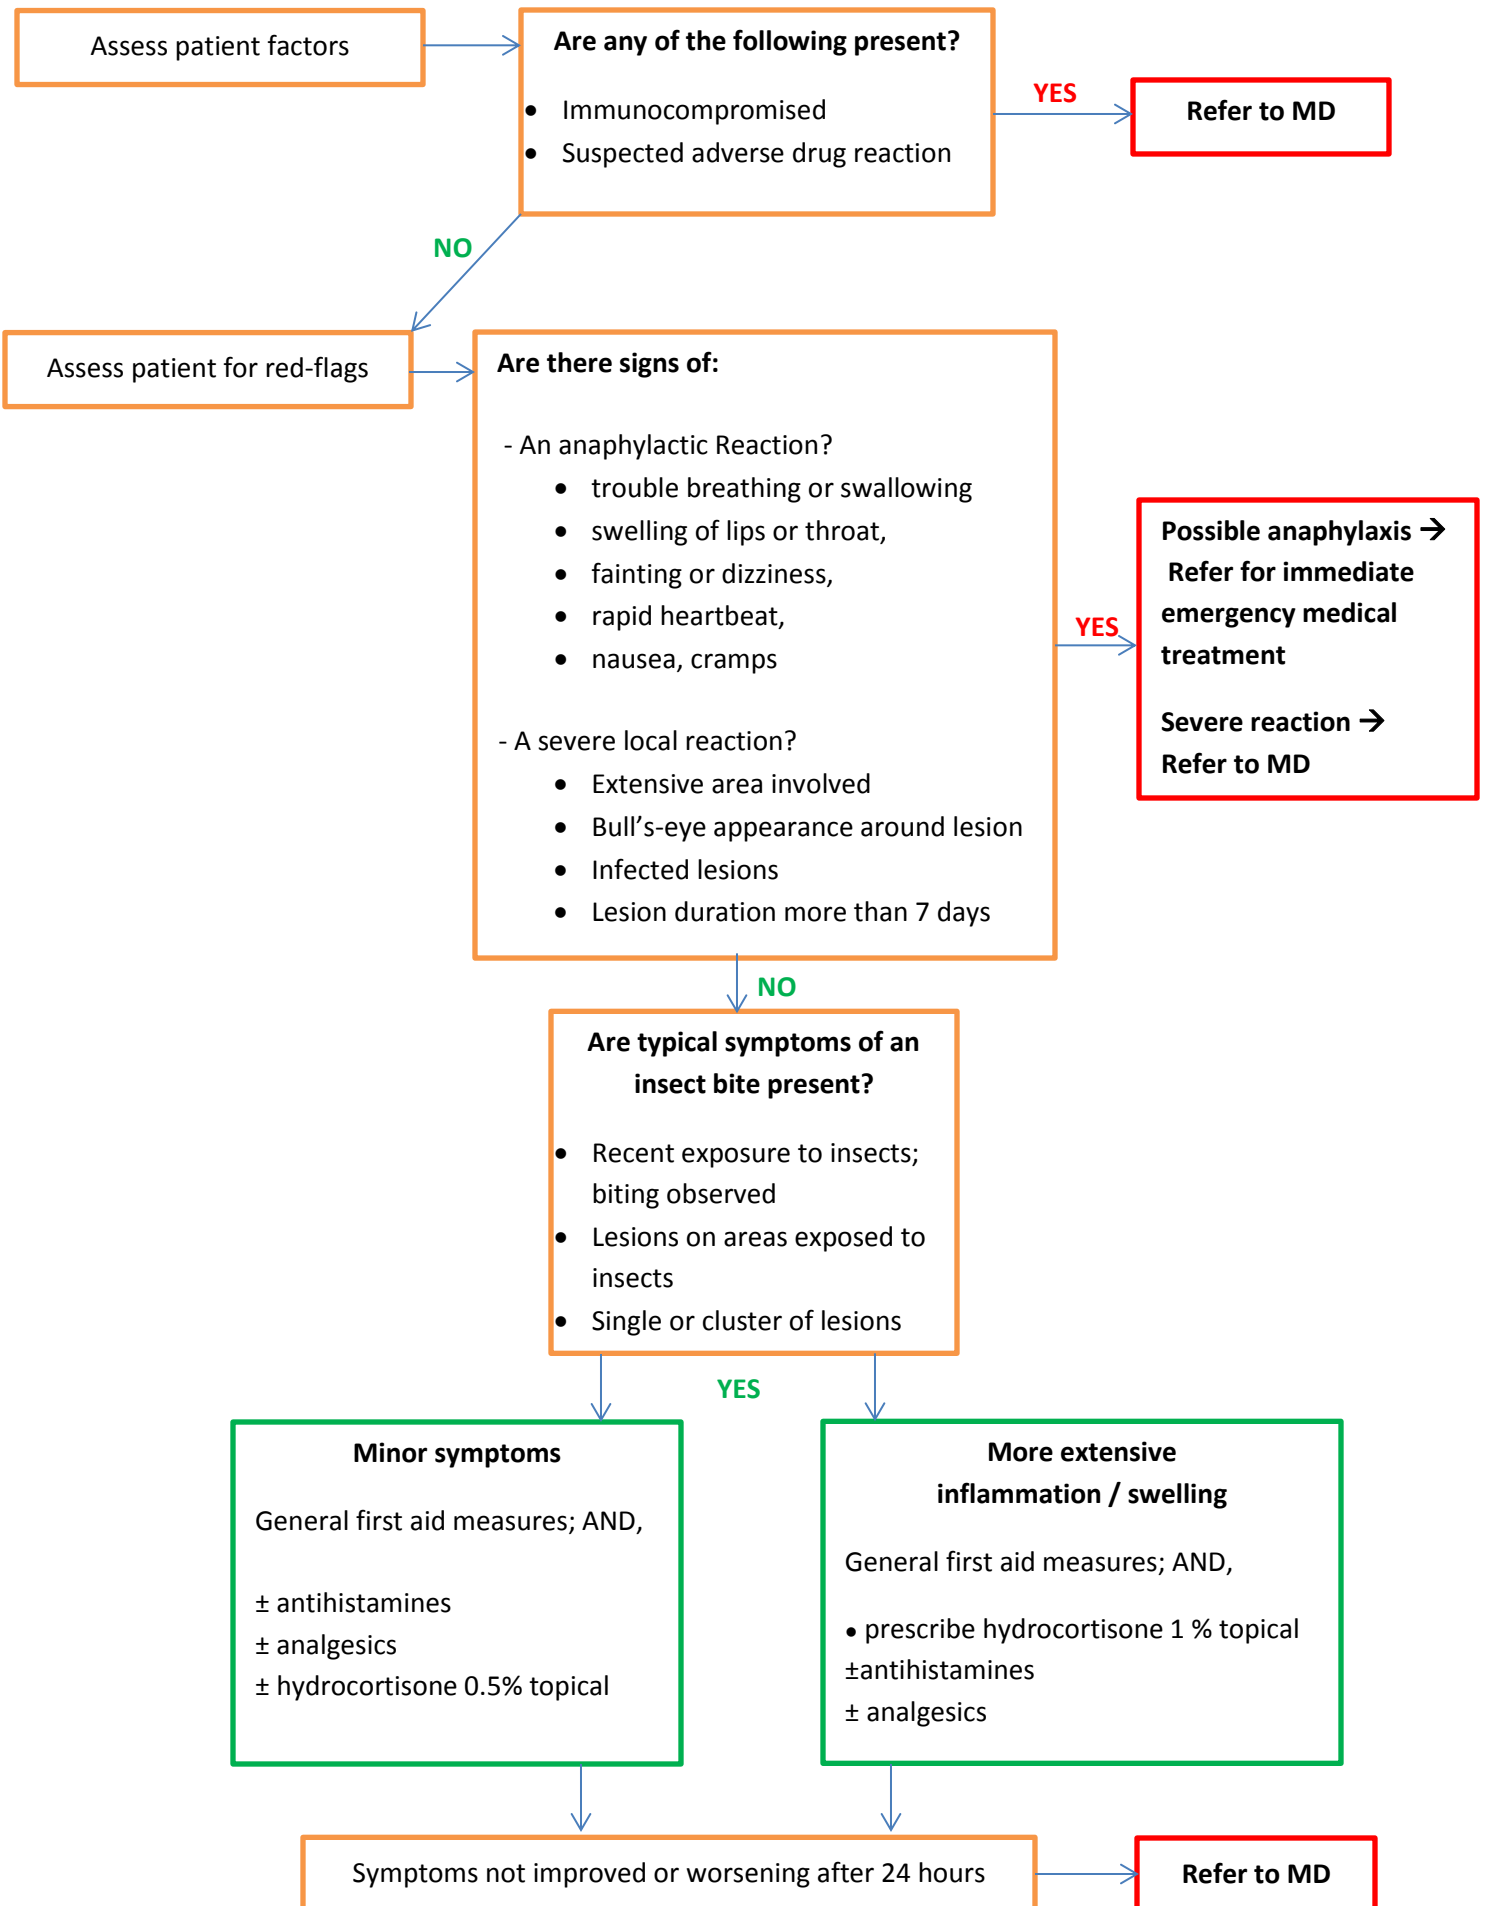 Assess patient factors
Are any of the following present?
• Immunocompromised
• Suspected adverse drug reaction
YES
Refer to MD
NO
Assess patient for red-flags
Are there signs of:
- An anaphylactic Reaction?
• trouble breathing or swallowing
• swelling of lips or throat,
• fainting or dizziness,
• rapid heartbeat,
• nausea, cramps
- A severe local reaction?
• Extensive area involved
• Bull’s-eye appearance around lesion
• Infected lesions
• Lesion duration more than 7 days
YES
Possible anaphylaxis →
Refer for immediate
emergency medical
treatment
Severe reaction →
Refer to MD
NO
Are typical symptoms of an
insect bite present?
• Recent exposure to insects;
biting observed
• Lesions on areas exposed to
insects
• Single or cluster of lesions
YES
Minor symptoms
General first aid measures; AND,
± antihistamines
± analgesics
± hydrocortisone 0.5% topical
More extensive
inflammation / swelling
General first aid measures; AND,
• prescribe hydrocortisone 1 % topical
±antihistamines
± analgesics
Symptoms not improved or worsening after 24 hours
Refer to MD